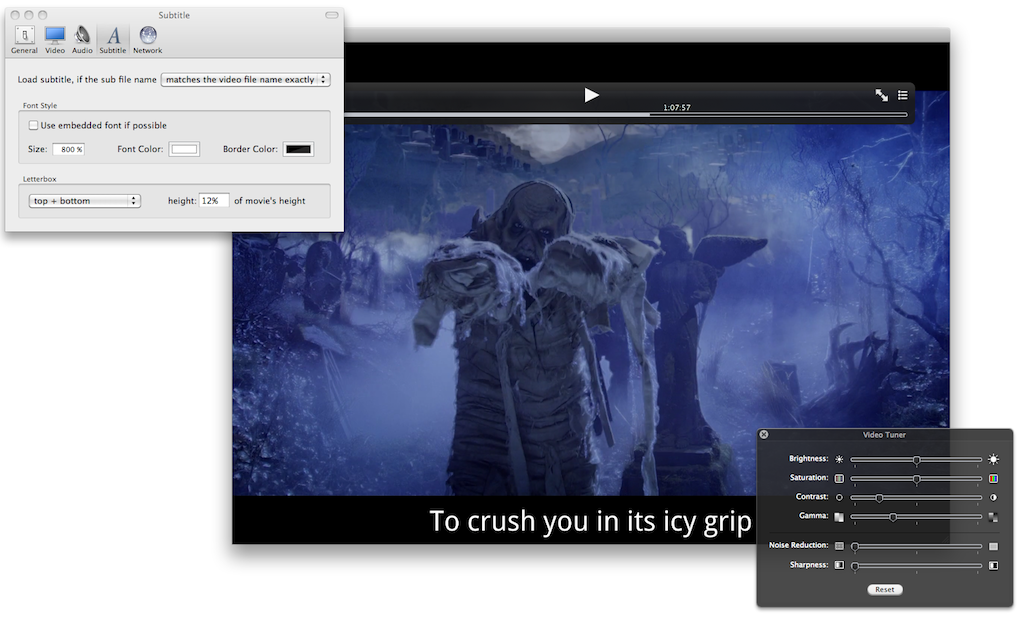 Subtitle
General Video Audio Subtitle Network
Load subtitle, if the sub file name matches the video file name exactly
Font Style
Use embedded font if possible
Size: 800 % Font Color: Border Color:
Letterbox
top + bottom height: 12% of movie's height
1:07:57
To crush you in its icy grip
Video Tuner
Brightness:
Saturation:
Contrast:
Gamma:
Noise Reduction:
Sharpness:
Reset